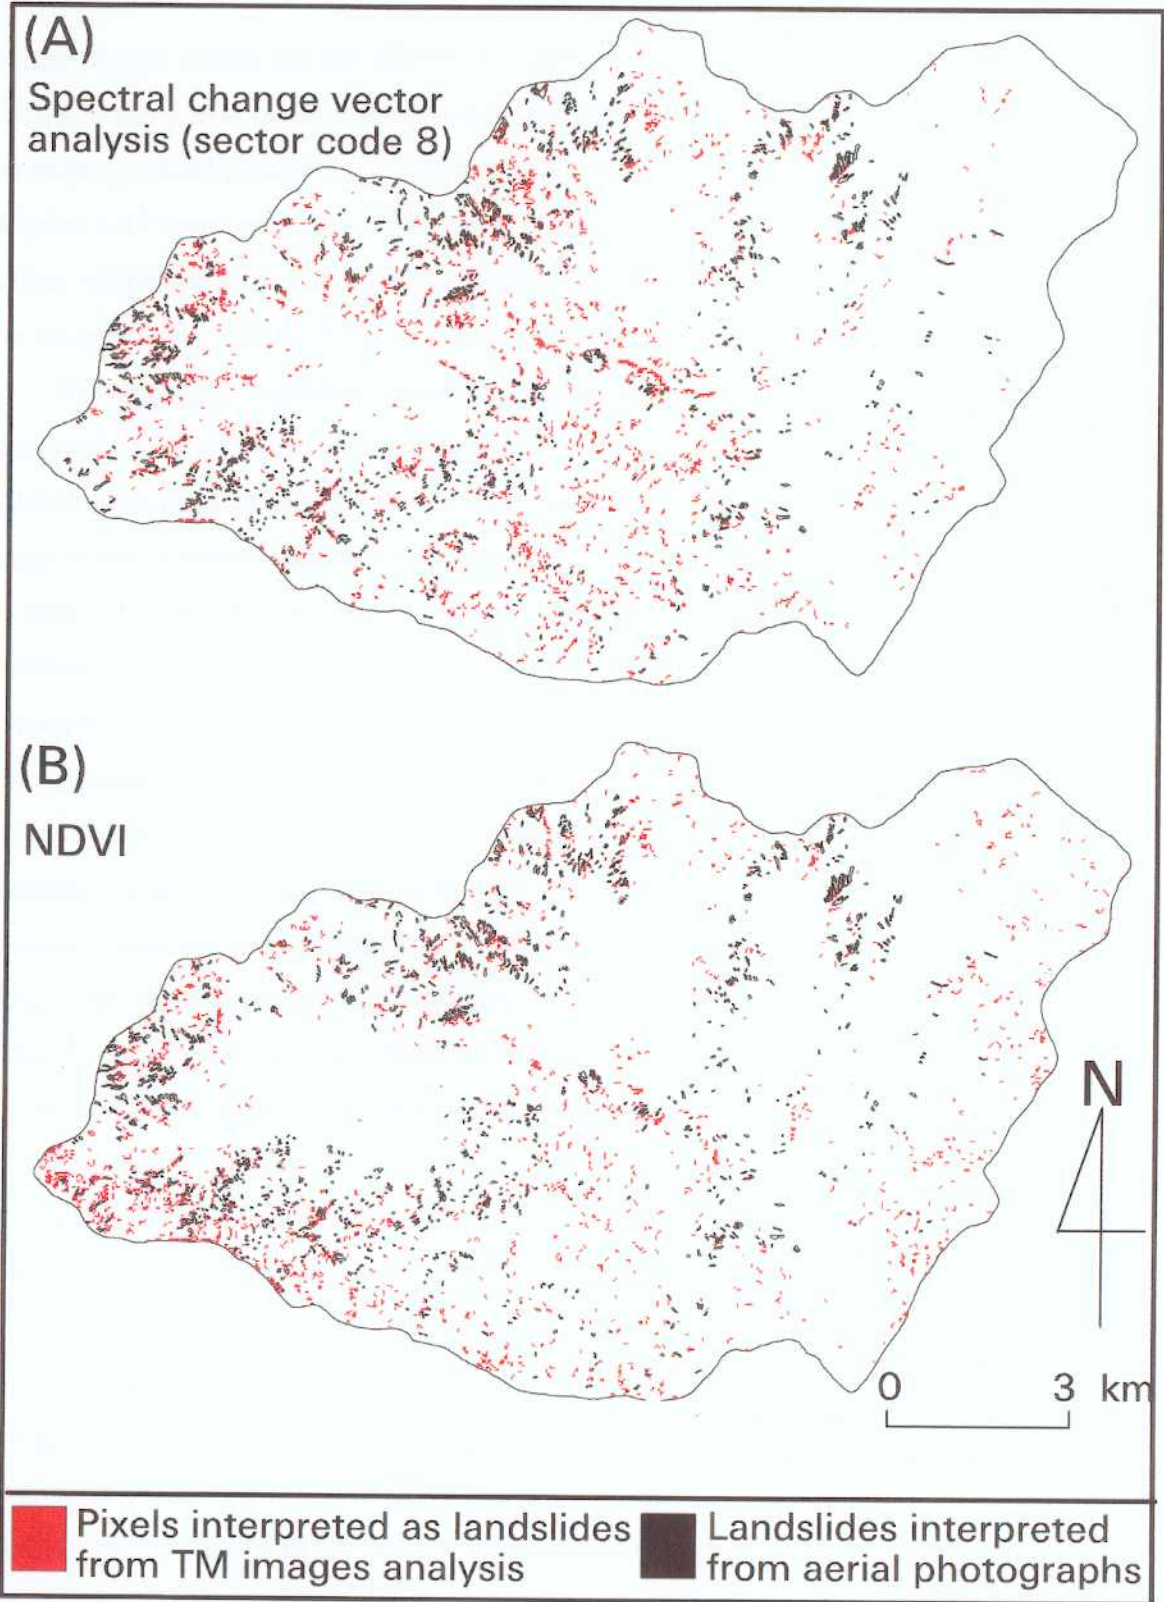 (A)
Spectral change vector
analysis (sector code 8)
(B)
NDVI
N
0 3 km
Pixels interpreted as landslides
from TM images analysis
Landslides interpreted
from aerial photographs